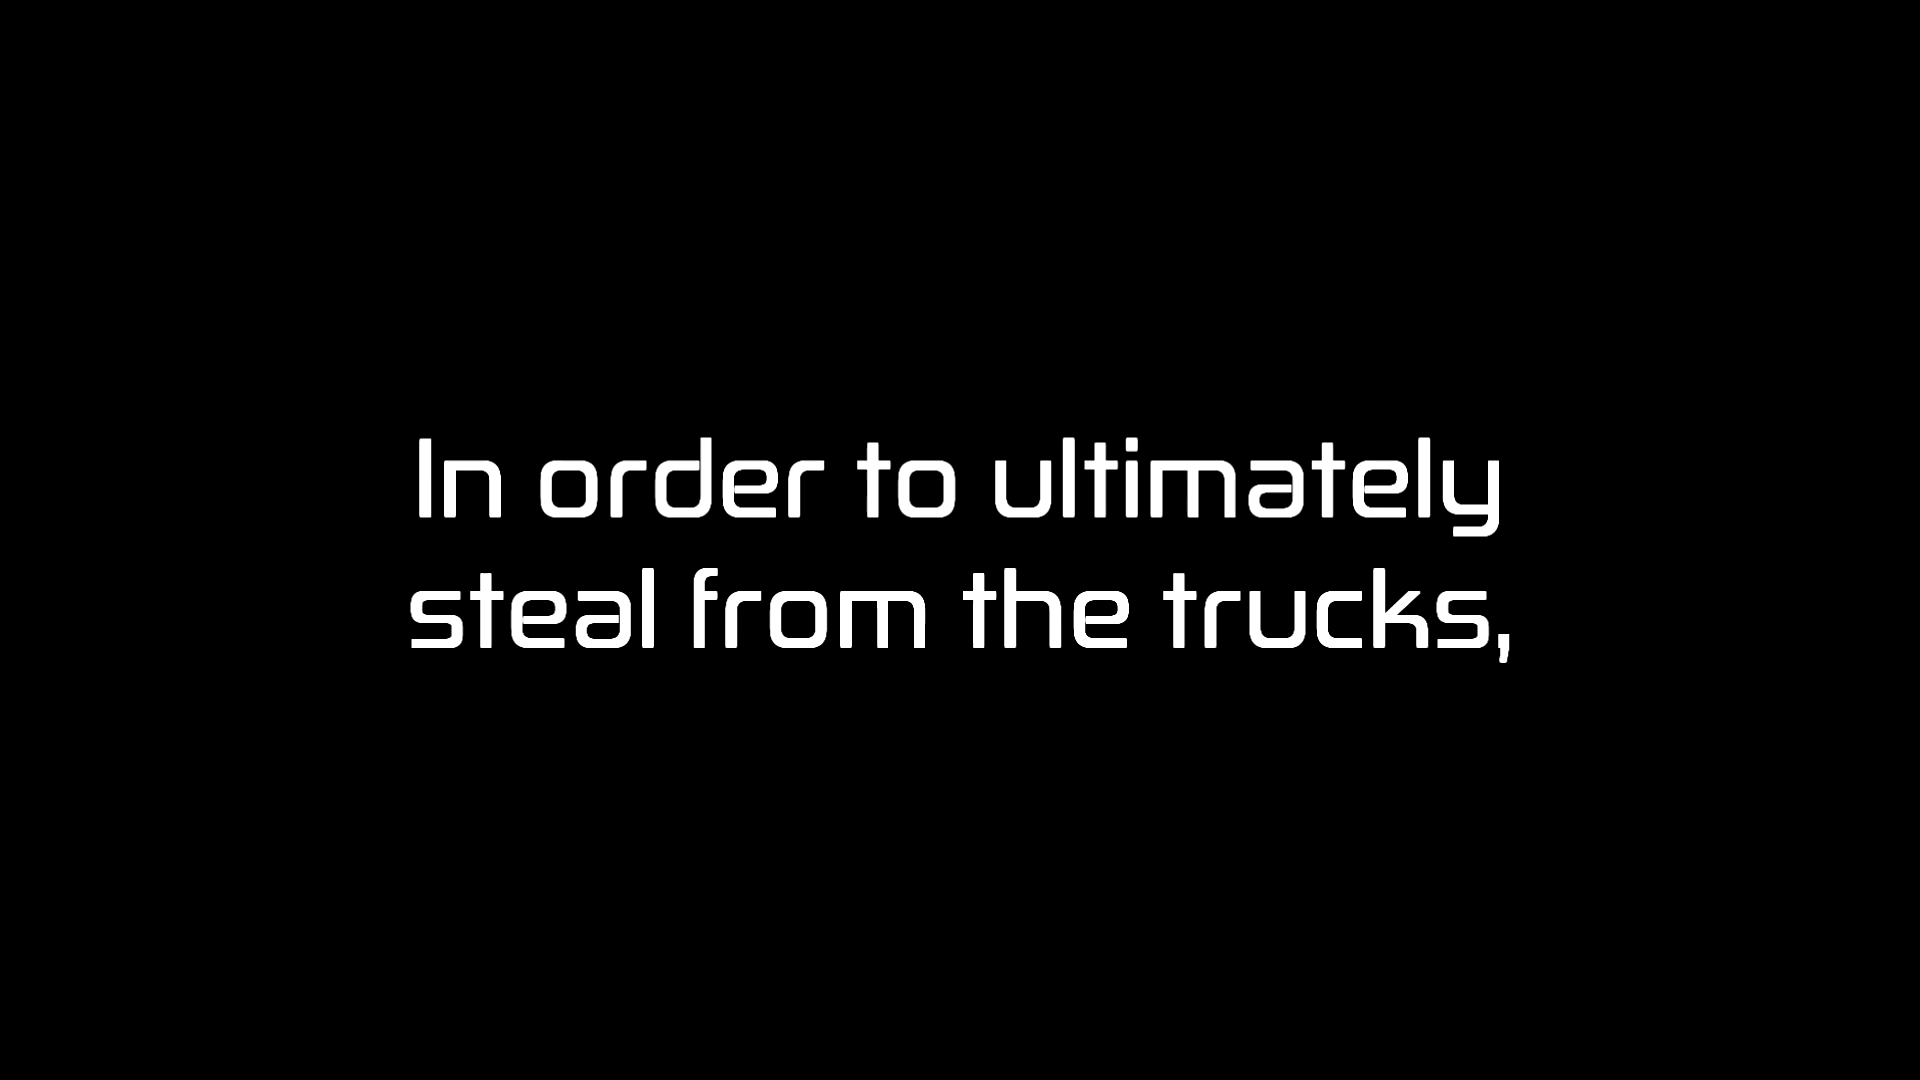 In order to ultimately
steal from the trucks,